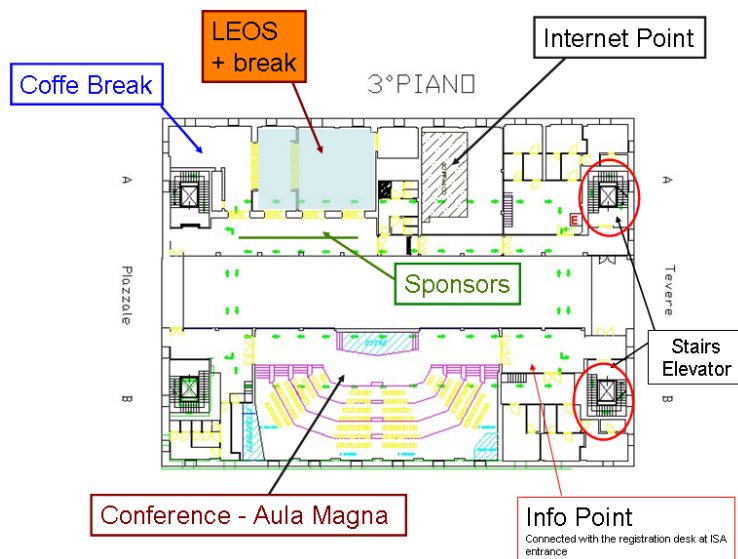 LEOS
+ break
Internet Point
Coffe Break
3°PIANO
A
A
E
Sponsors
Piazzale
Tevere
Stairs
Elevator
B
B
Conference - Aula Magna
Info Point
Connected with the registration desk at ISA
entrance